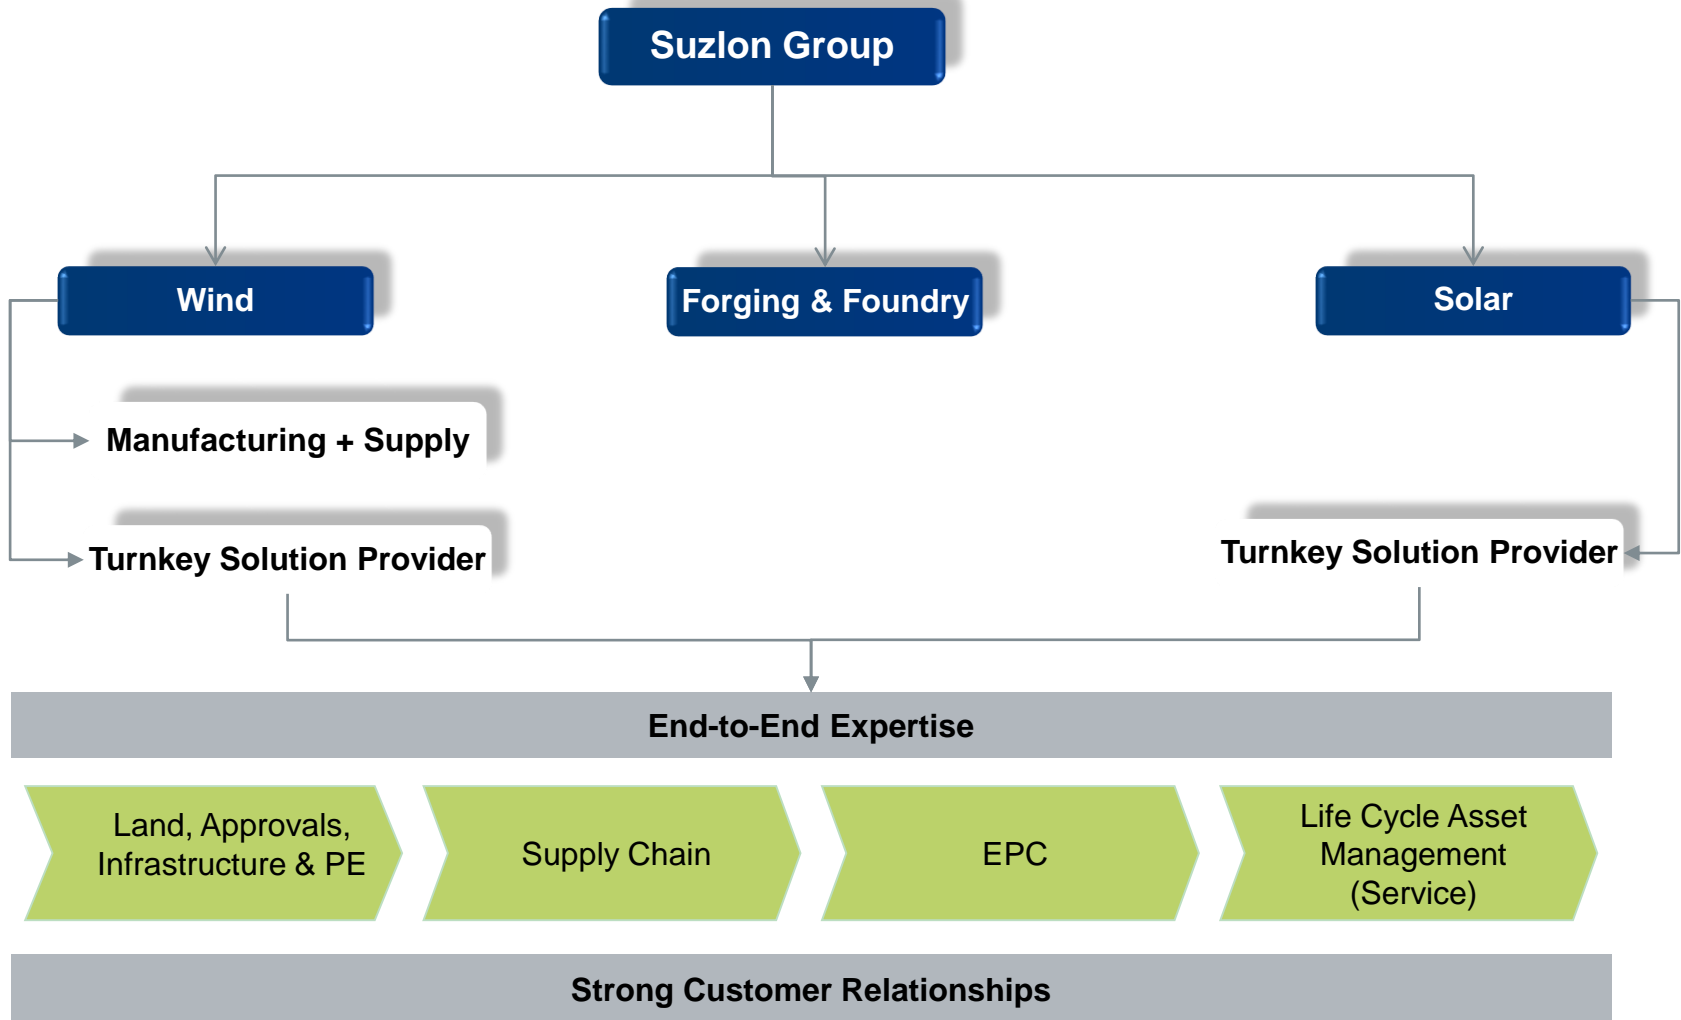 Suzlon Group
Wind
Forging & Foundry
Solar
Manufacturing + Supply
Turnkey Solution Provider
Turnkey Solution Provider
End-to-End Expertise
Land, Approvals,
Infrastructure & PE
Supply Chain
EPC
Life Cycle Asset
Management
(Service)
Strong Customer Relationships